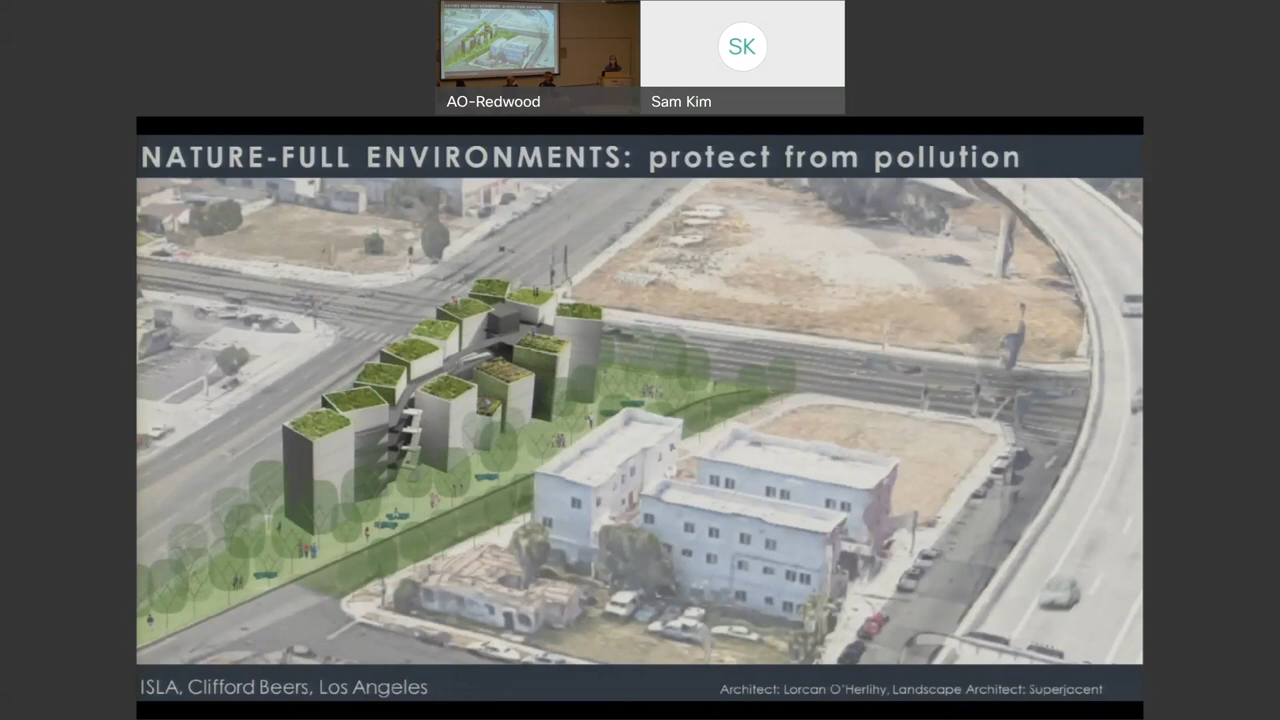 SK
AO-Redwood
Sam Kim
NATURE-FULL ENVIRONMENTS: protect from pollution
ISLA, Clifford Beers, Los Angeles
Architect: Lorcan O'Herlihy, Landscape Architect: Superjacent